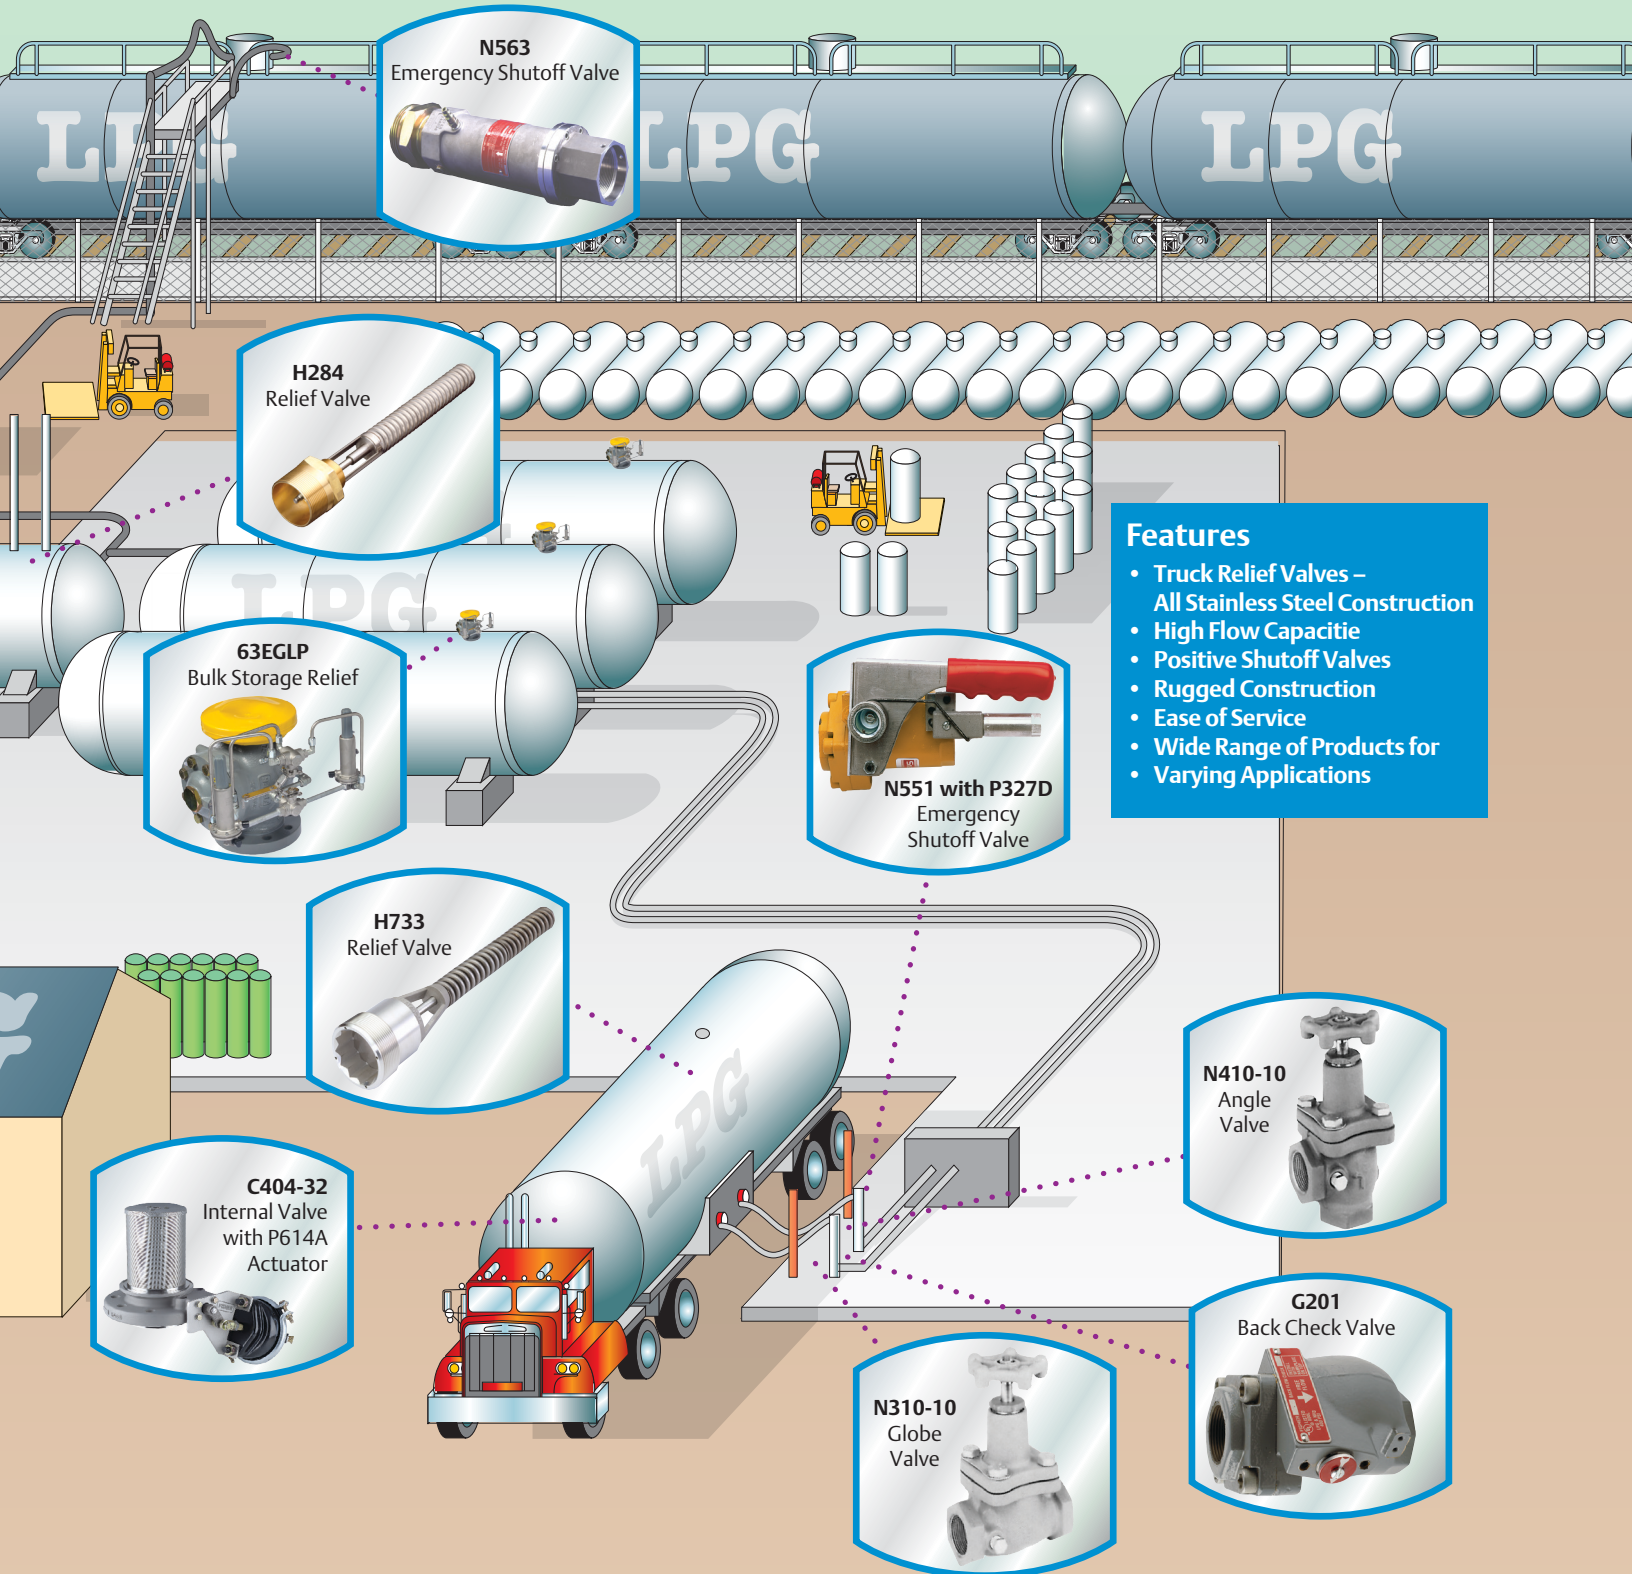 N563
Emergency Shutoff Valve
LPG
LPG
LPG
H284
Relief Valve
LPG
63EGLP
Bulk Storage Relief
Features
• Truck Relief Valves –
All Stainless Steel Construction
• High Flow Capacitie
• Positive Shutoff Valves
• Rugged Construction
• Ease of Service
• Wide Range of Products for
• Varying Applications
N551 with P327D
Emergency
Shutoff Valve
H733
Relief Valve
LPG
N410-10
Angle
Valve
C404-32
Internal Valve
with P614A
Actuator
G201
Back Check Valve
N310-10
Globe
Valve